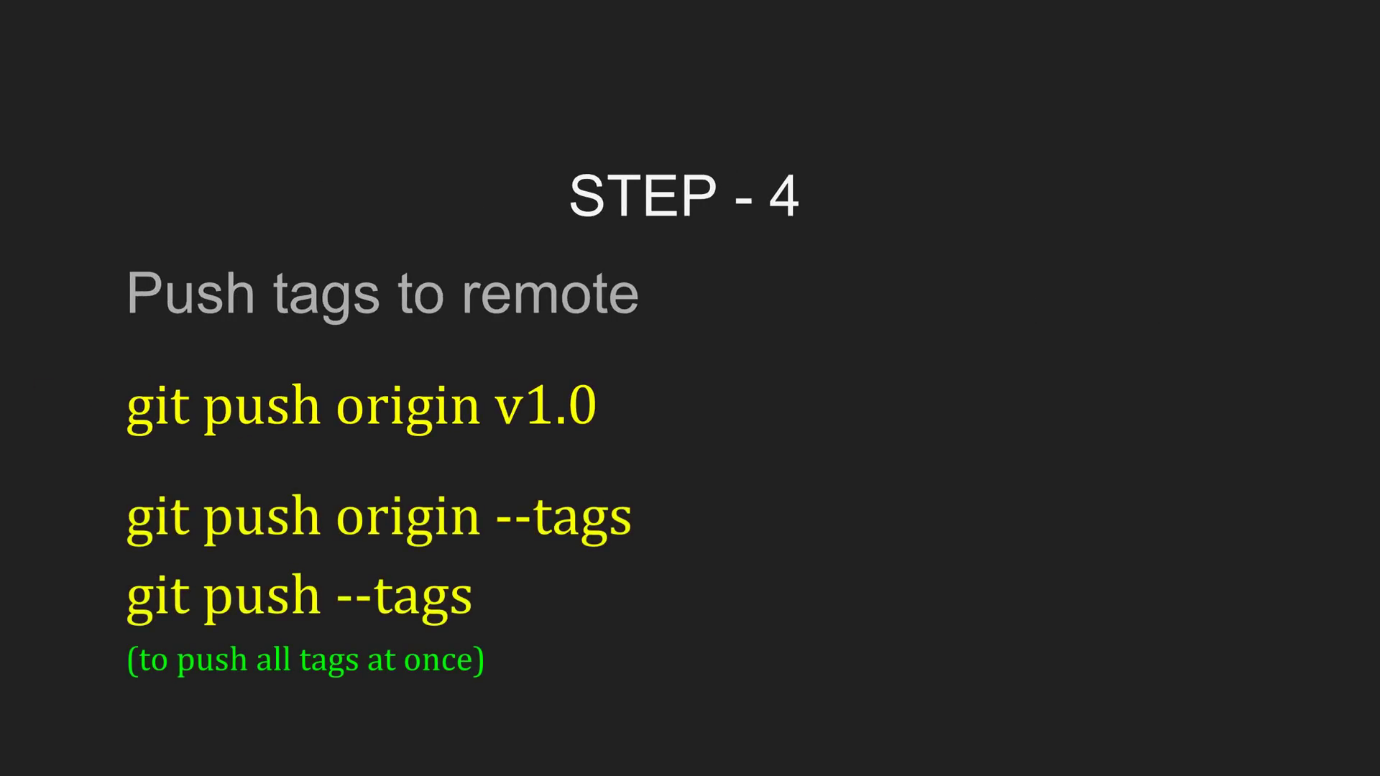 STEP - 4
Push tags to remote
git push origin v1.0
git push origin --tags
git push --tags
(to push all tags at once)